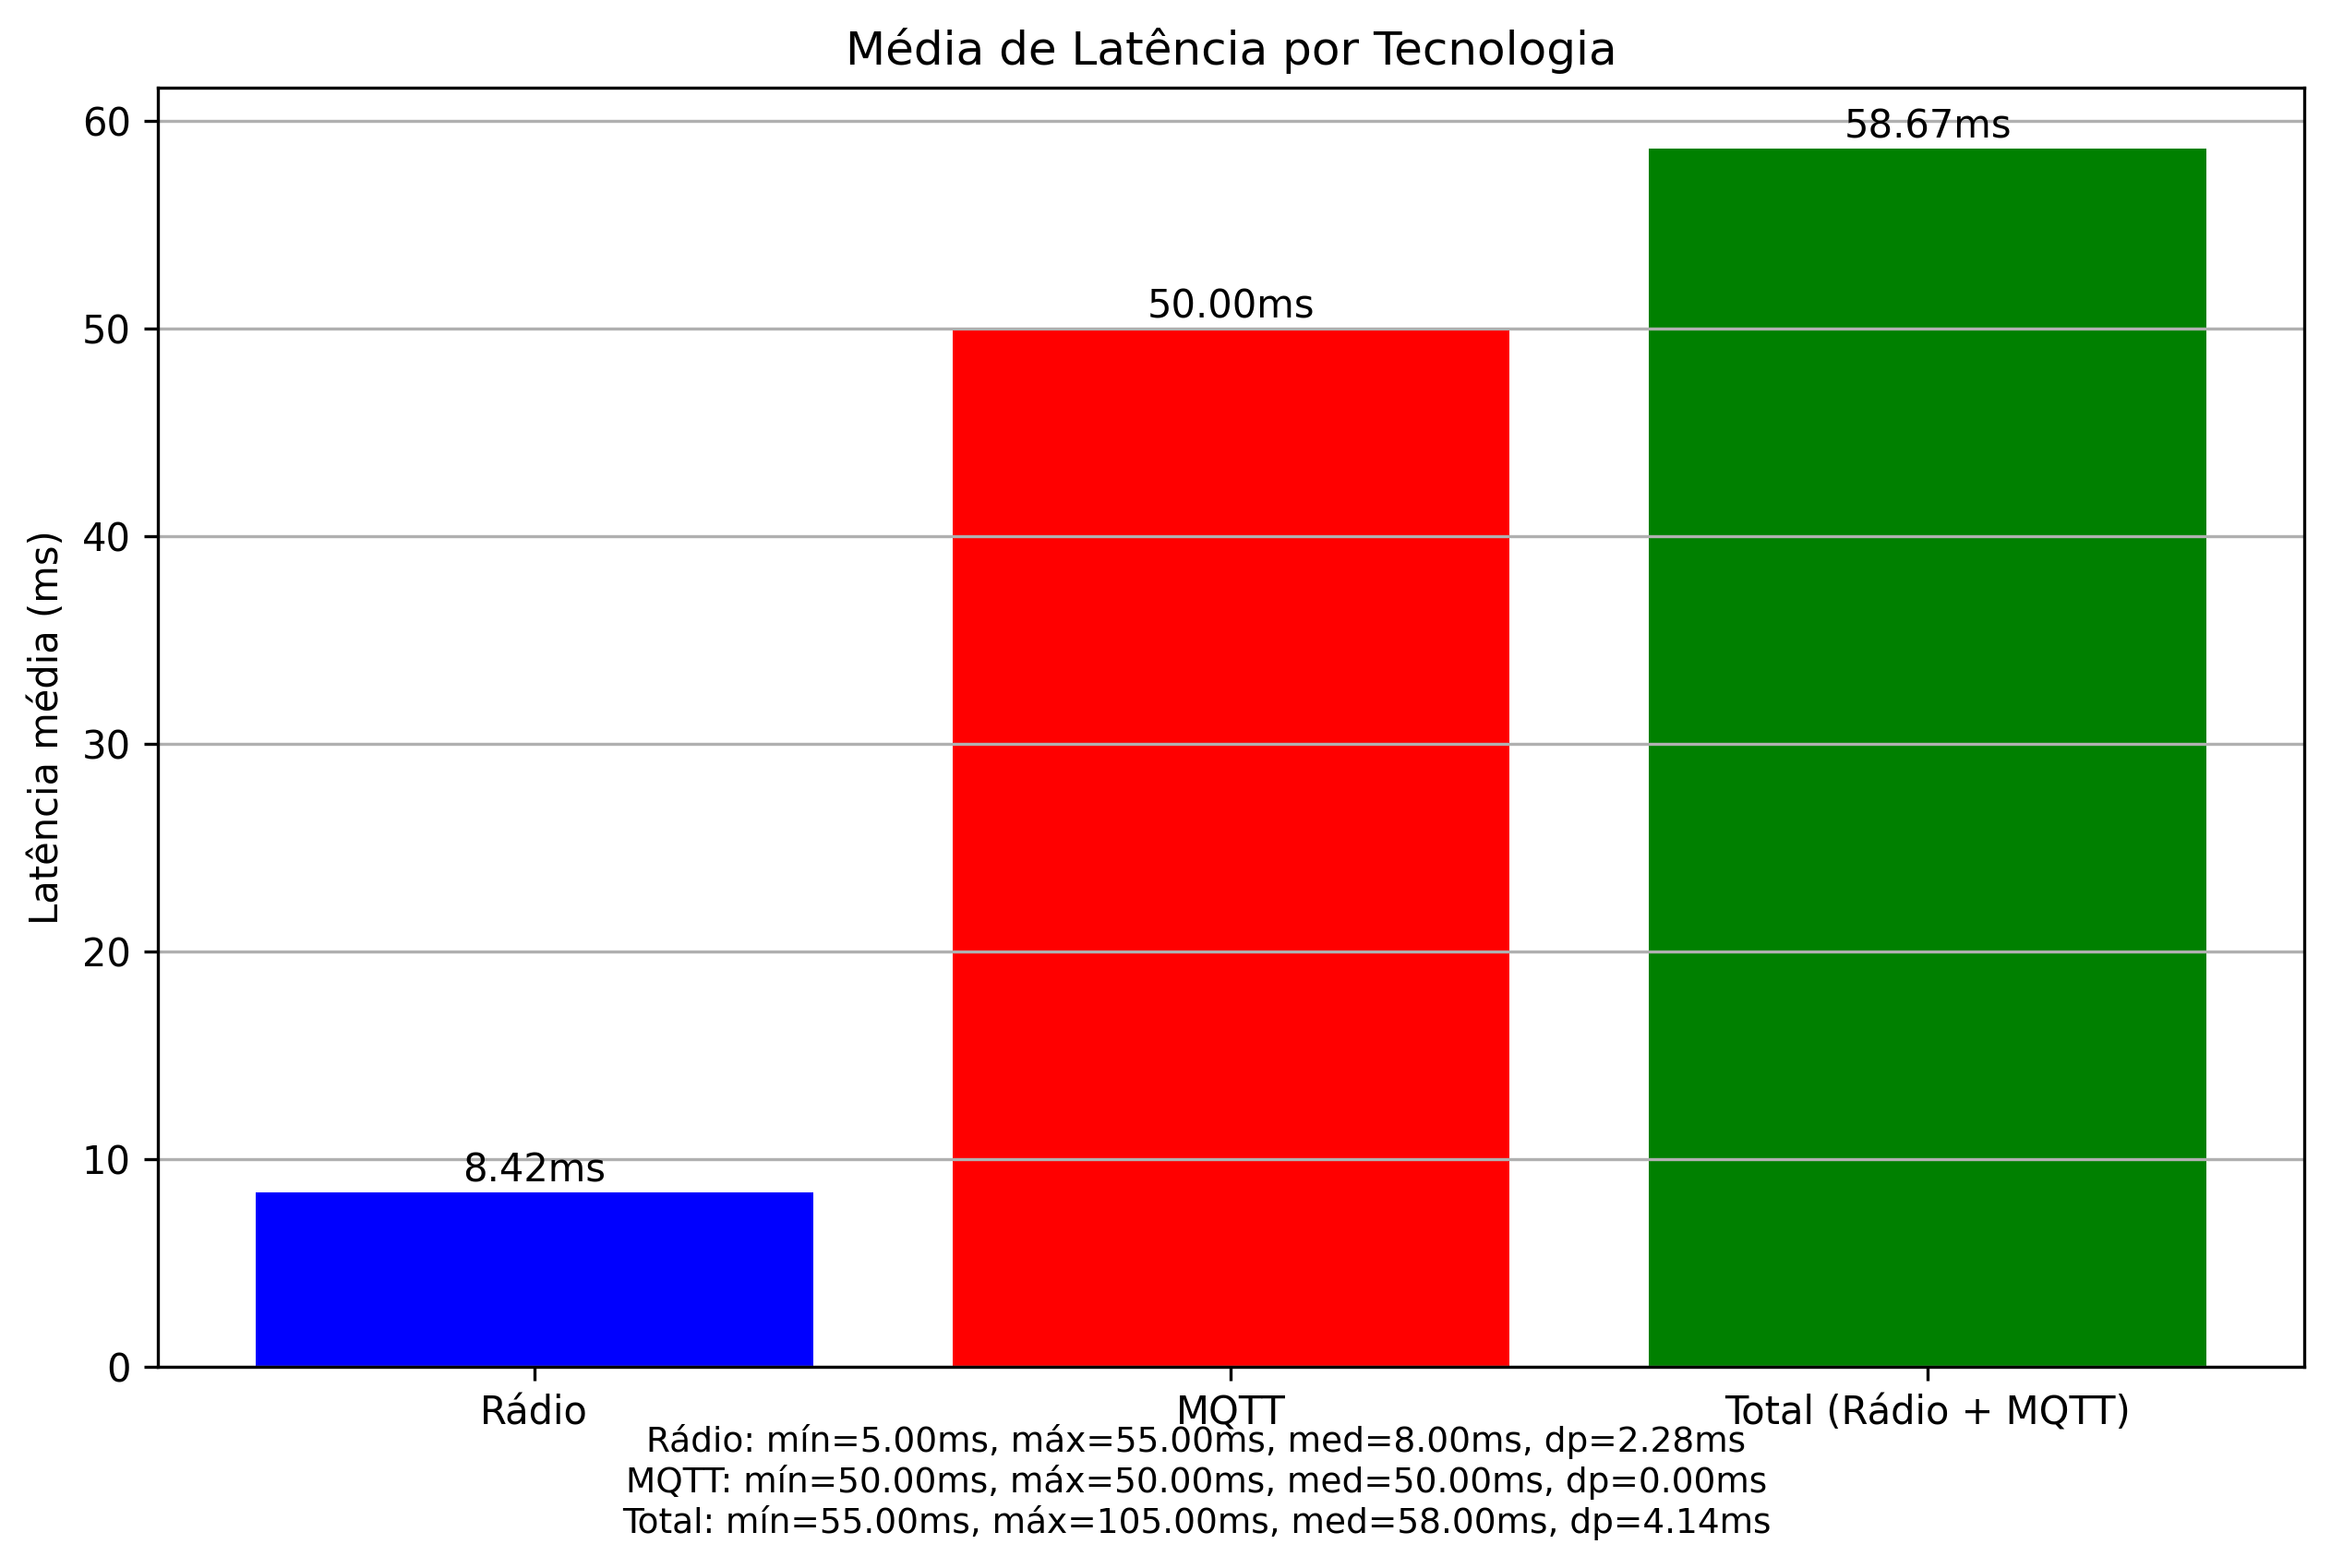 Média de Latência por Tecnologia
Latência média (ms)
60
50
40
30
20
10
0
8.42ms
50.00ms
58.67ms
Rádio
MQTT
Total (Rádio + MQTT)
Rádio: mín=5.00ms, máx=55.00ms, med=8.00ms, dp=2.28ms
MQTT: mín=50.00ms, máx=50.00ms, med=50.00ms, dp=0.00ms
Total: mín=55.00ms, máx=105.00ms, med=58.00ms, dp=4.14ms